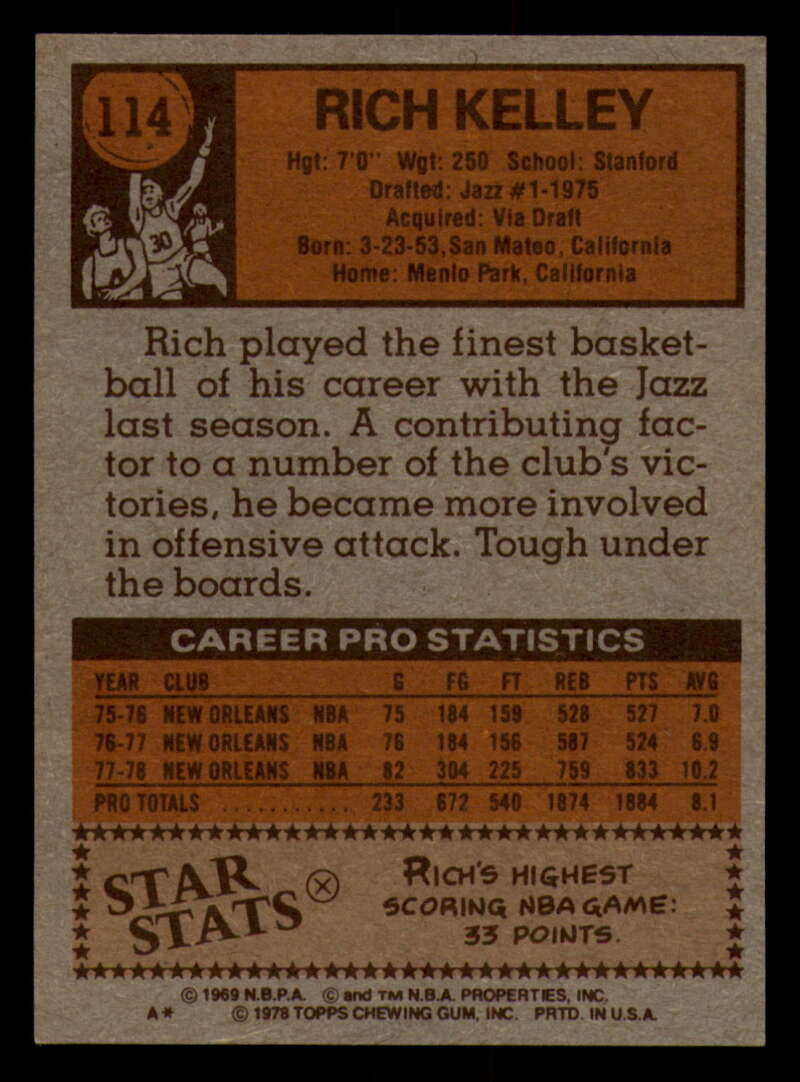 114
RICH KELLEY
Hgt: 7'0" Wgt: 250 School: Stanford
Drafted: Jazz #1-1975
Acquired: Via Draft
Born: 3-23-53, San Mateo, California
Home: Menlo Park, California
30
Rich played the finest basket-
ball of his career with the Jazz
last season. A contributing fac-
tor to a number of the club's vic-
tories, he became more involved
in offensive attack. Tough under
the boards.
CAREER PRO STATISTICS
YEAR CLUB G FG FT REB PTS AVG
75-76 NEW ORLEANS NBA 75 184 159 528 527 7.0
76-77 NEW ORLEANS NBA 76 184 156 587 524 6.9
77-78 NEW ORLEANS NBA 82 304 225 759 833 10.2
PRO TOTALS ........... 233 672 540 1874 1884 8.1
STAR
STATS
RICH'S HIGHEST
SCORING NBA GAME:
33 POINTS.
© 1969 N.B.P.A. © and TM N.B.A. PROPERTIES, INC.
A* © 1978 TOPPS CHEWING GUM, INC. PRTD. IN U.S.A.